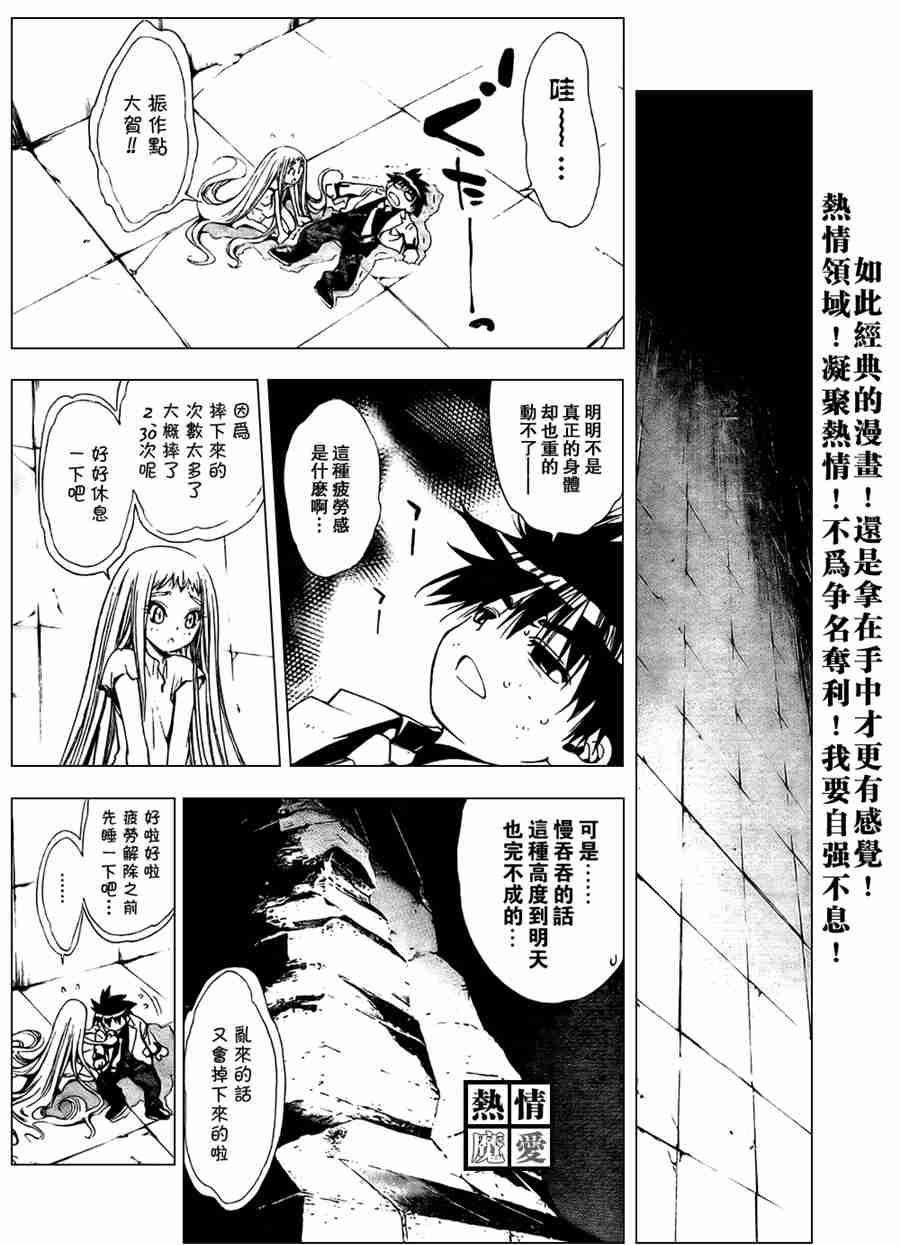 如此經典的漫畫！還是拿在手中才更有感覺！
熱情領域！凝聚熱情！不爲争名奪利！我要自强不息！
哇～～…
ぐたーー
振作點
大賀!!
明明不是
真正的身體
却也重的
動不了——
這種疲勞感
是什麽啊…
因爲
摔下來的
次數太多了
大概摔了
230次呢
好好休息
一下吧
可是……
慢吞吞的話
這種高度到明天
也完不成的…
亂來的話
又會掉下來的啦
熱情
魔愛
好啦好啦
疲勞解除之前
先睡一下吧…
……